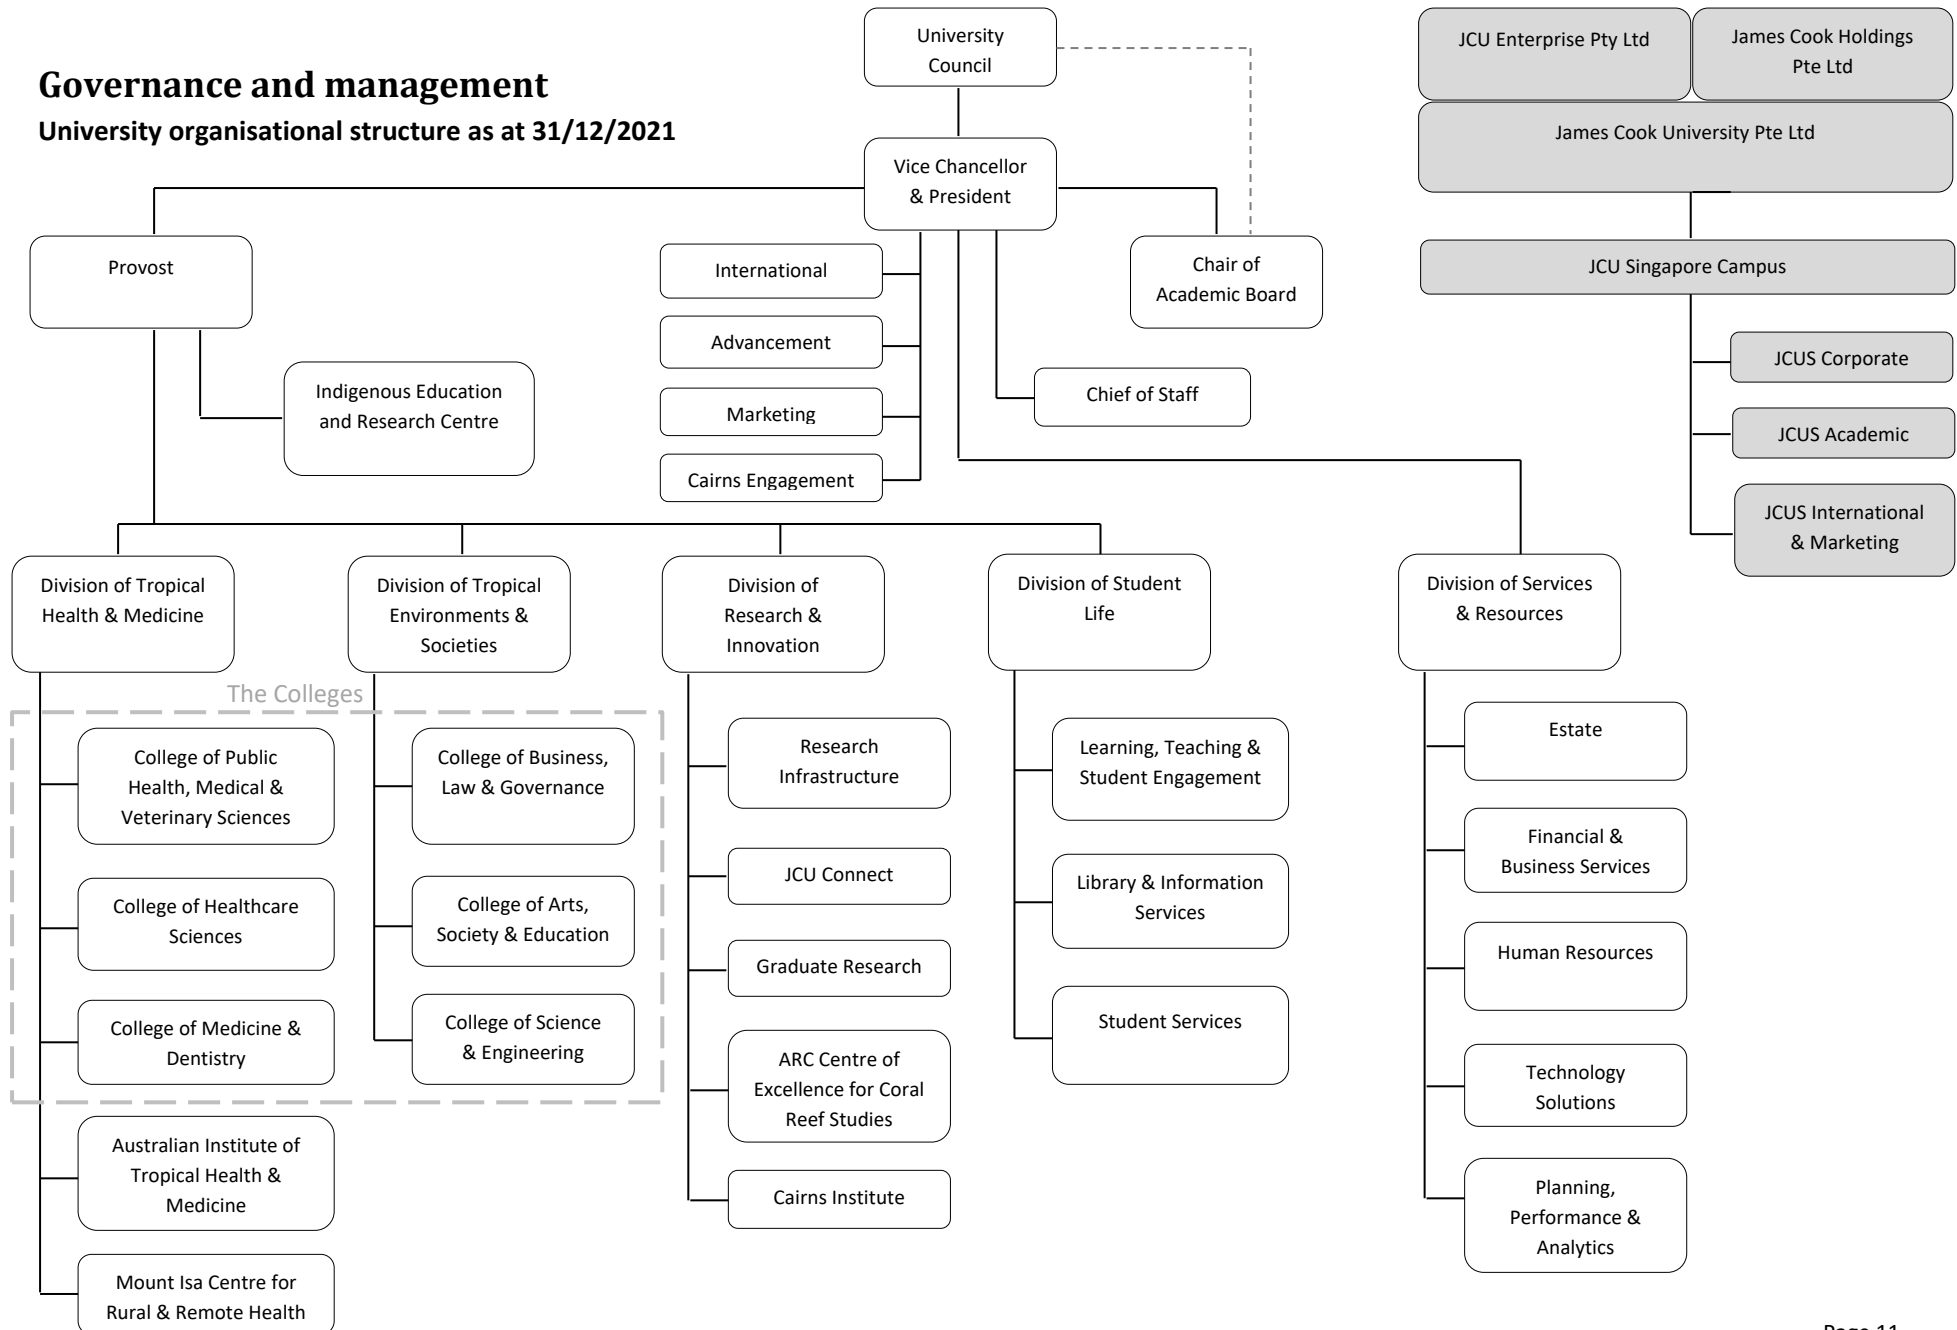 Governance and management
University organisational structure as at 31/12/2021
University
Council
JCU Enterprise Pty Ltd
James Cook Holdings
Pte Ltd
James Cook University Pte Ltd
Vice Chancellor
& President
Provost
International
Chair of
Academic Board
JCU Singapore Campus
Advancement
Indigenous Education
and Research Centre
Chief of Staff
JCUS Corporate
Marketing
JCUS Academic
Cairns Engagement
JCUS International
& Marketing
Division of Tropical
Health & Medicine
Division of Tropical
Environments &
Societies
Division of
Research &
Innovation
Division of Student
Life
Division of Services
& Resources
The Colleges
College of Public
Health, Medical &
Veterinary Sciences
College of Healthcare
Sciences
College of Medicine &
Dentistry
Australian Institute of
Tropical Health &
Medicine
Mount Isa Centre for
Rural & Remote Health
College of Business,
Law & Governance
College of Arts,
Society & Education
College of Science
& Engineering
Research
Infrastructure
JCU Connect
Graduate Research
ARC Centre of
Excellence for Coral
Reef Studies
Cairns Institute
Learning, Teaching &
Student Engagement
Library & Information
Services
Student Services
Estate
Financial &
Business Services
Human Resources
Technology
Solutions
Planning,
Performance &
Analytics
Page 11